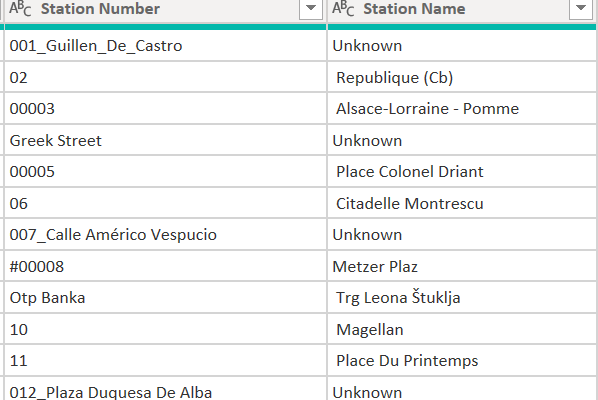 ABC Station Number ABC Station Name
001_Guillen_De_Castro Unknown
02 Republique (Cb)
00003 Alsace-Lorraine - Pomme
Greek Street Unknown
00005 Place Colonel Driant
06 Citadelle Montrescu
007_Calle Américo Vespucio Unknown
#00008 Metzer Plaz
Otp Banka Trg Leona Štuklja
10 Magellan
11 Place Du Printemps
012_Plaza Duquesa De Alba Unknown